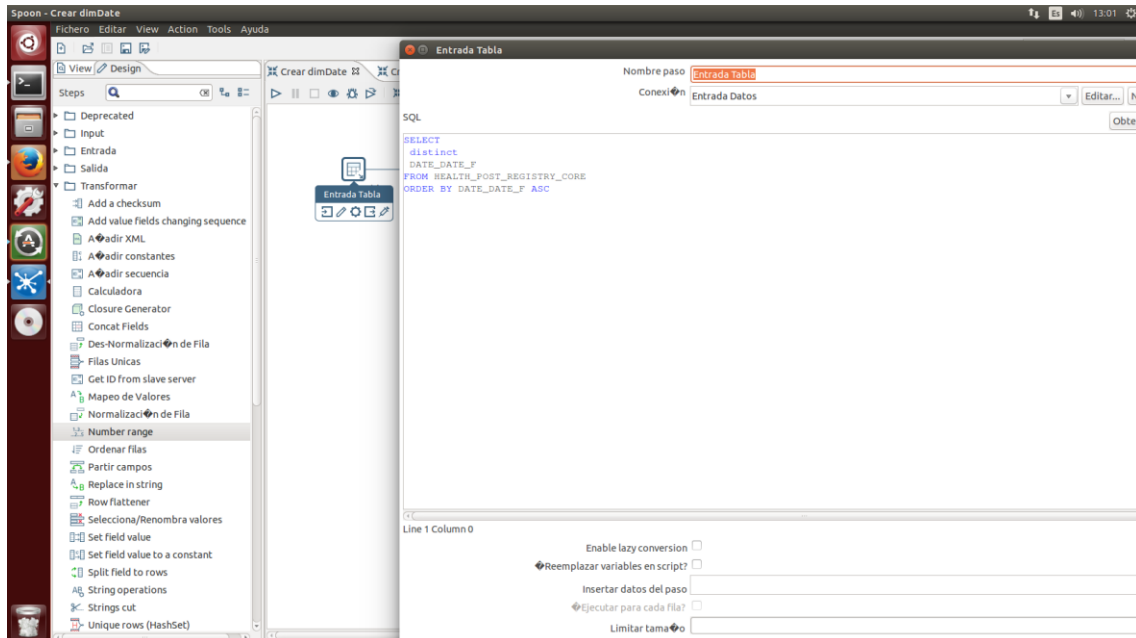 Spoon - Crear dimDate
Es 13:01
Fichero Editar View Action Tools Ayuda
View Design
Steps
Deprecated
Input
Entrada
Salida
Transformar
Add a checksum
Add value fields changing sequence
A�adir XML
A�adir constantes
A�adir secuencia
Calculadora
Closure Generator
Concat Fields
Des-Normalizaci�n de Fila
Filas Unicas
Get ID from slave server
Mapeo de Valores
Normalizaci�n de Fila
Number range
Ordenar filas
Partir campos
Replace in string
Row flattener
Selecciona/Renombra valores
Set field value
Set field value to a constant
Split field to rows
String operations
Strings cut
Unique rows (HashSet)
Crear dimDate
Entrada Tabla
Entrada Tabla
Nombre paso Entrada Tabla
Conexi�n Entrada Datos Editar... N
SQL Obte
SELECT
distinct
DATE_DATE_F
FROM HEALTH_POST_REGISTRY_CORE
ORDER BY DATE_DATE_F ASC
Line 1 Column 0
Enable lazy conversion
�Reemplazar variables en script?
Insertar datos del paso
�Ejecutar para cada fila?
Limitar tama�o